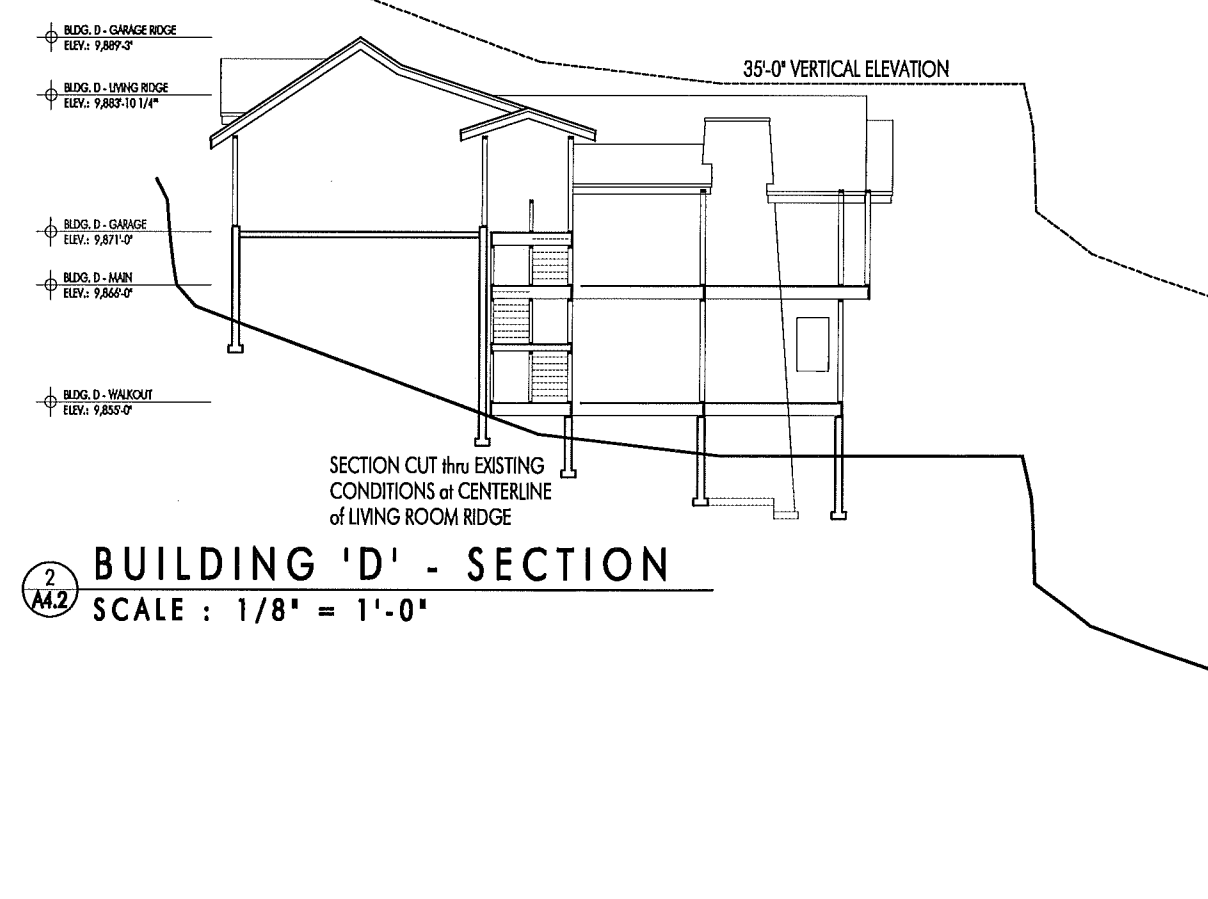 BLDG. D - GARAGE RIDGE
ELEV.: 9,889'-3"
BLDG. D - LIVING RIDGE
ELEV.: 9,883'-10 1/4"
35'-0" VERTICAL ELEVATION
BLDG. D - GARAGE
ELEV.: 9,871'-0"
BLDG. D - MAIN
ELEV.: 9,866'-0"
BLDG. D - WALKOUT
ELEV.: 9,855'-0"
SECTION CUT thru EXISTING
CONDITIONS at CENTERLINE
of LIVING ROOM RIDGE
2
A4.2
BUILDING 'D' - SECTION
SCALE : 1/8" = 1'-0"